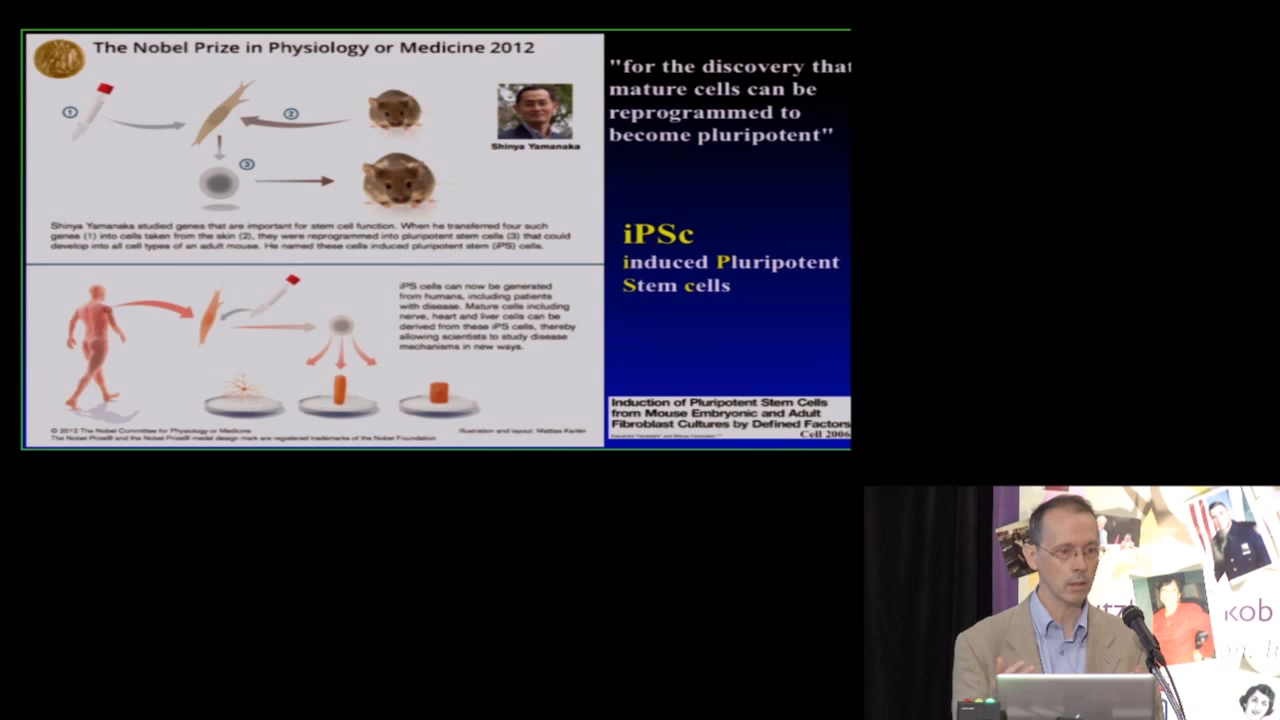 The Nobel Prize in Physiology or Medicine 2012
1
2
3
Shinya Yamanaka
Shinya Yamanaka studied genes that are important for stem cell function. When he transferred four such
genes (1) into cells taken from the skin (2), they were reprogrammed into pluripotent stem cells (3) that could
develop into all cell types of an adult mouse. He named these cells induced pluripotent stem (iPS) cells.
iPS cells can now be generated
from humans, including patients
with disease. Mature cells including
nerve, heart and liver cells can be
derived from these iPS cells, thereby
allowing scientists to study disease
mechanisms in new ways.
© 2012 The Nobel Committee for Physiology or Medicine
The Nobel Prize® and the Nobel Prize® medal design mark are registered trademarks of the Nobel Foundation
Illustration and layout: Mattias Karlén
"for the discovery that
mature cells can be
reprogrammed to
become pluripotent"
iPSc
induced Pluripotent
Stem cells
Induction of Pluripotent Stem Cells
from Mouse Embryonic and Adult
Fibroblast Cultures by Defined Factors
Cell 2006